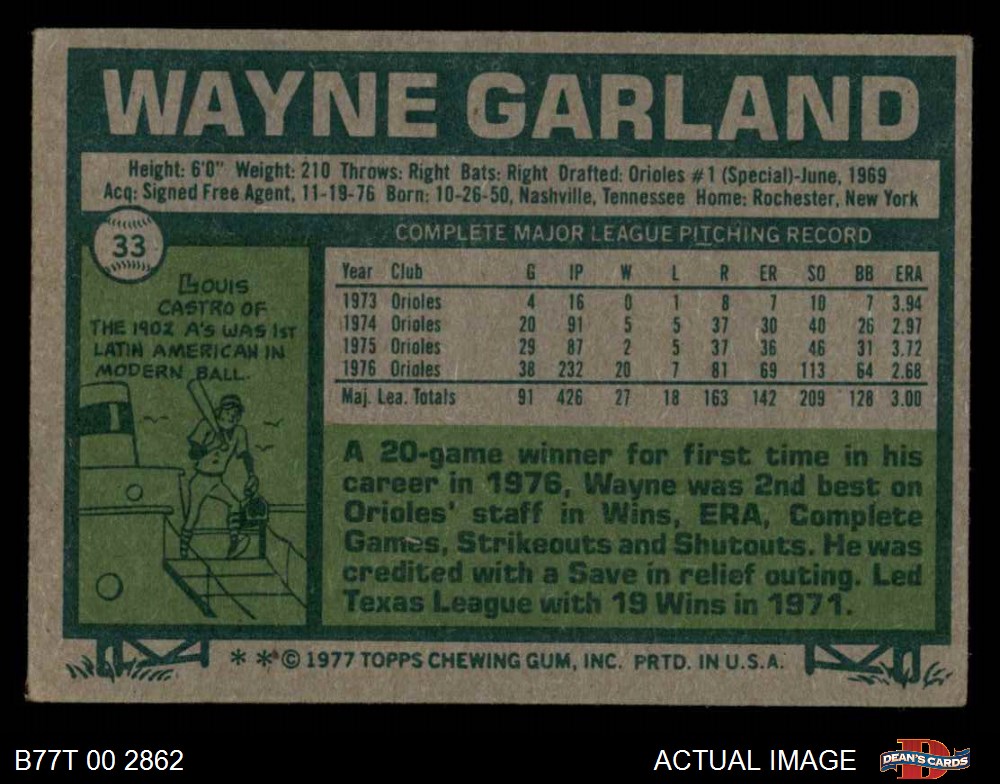 WAYNE GARLAND
Height: 6'0" Weight: 210 Throws: Right Bats: Right Drafted: Orioles #1 (Special)-June, 1969
Acq: Signed Free Agent, 11-19-76 Born: 10-26-50, Nashville, Tennessee Home: Rochester, New York
33
LOUIS
CASTRO OF
THE 1902 A'S WAS 1ST
LATIN AMERICAN IN
MODERN BALL.
COMPLETE MAJOR LEAGUE PITCHING RECORD
Year Club G IP W L R ER SO BB ERA
1973 Orioles 4 16 0 1 8 7 10 7 3.94
1974 Orioles 20 91 5 5 37 30 40 26 2.97
1975 Orioles 29 87 2 5 37 36 46 31 3.72
1976 Orioles 38 232 20 7 81 69 113 64 2.68
Maj. Lea. Totals 91 426 27 18 163 142 209 128 3.00
A 20-game winner for first time in his
career in 1976, Wayne was 2nd best on
Orioles' staff in Wins, ERA, Complete
Games, Strikeouts and Shutouts. He was
credited with a Save in relief outing. Led
Texas League with 19 Wins in 1971.
* * © 1977 TOPPS CHEWING GUM, INC. PRTD. IN U.S.A.
B77T 00 2862
ACTUAL IMAGE
D
DEAN'S CARDS